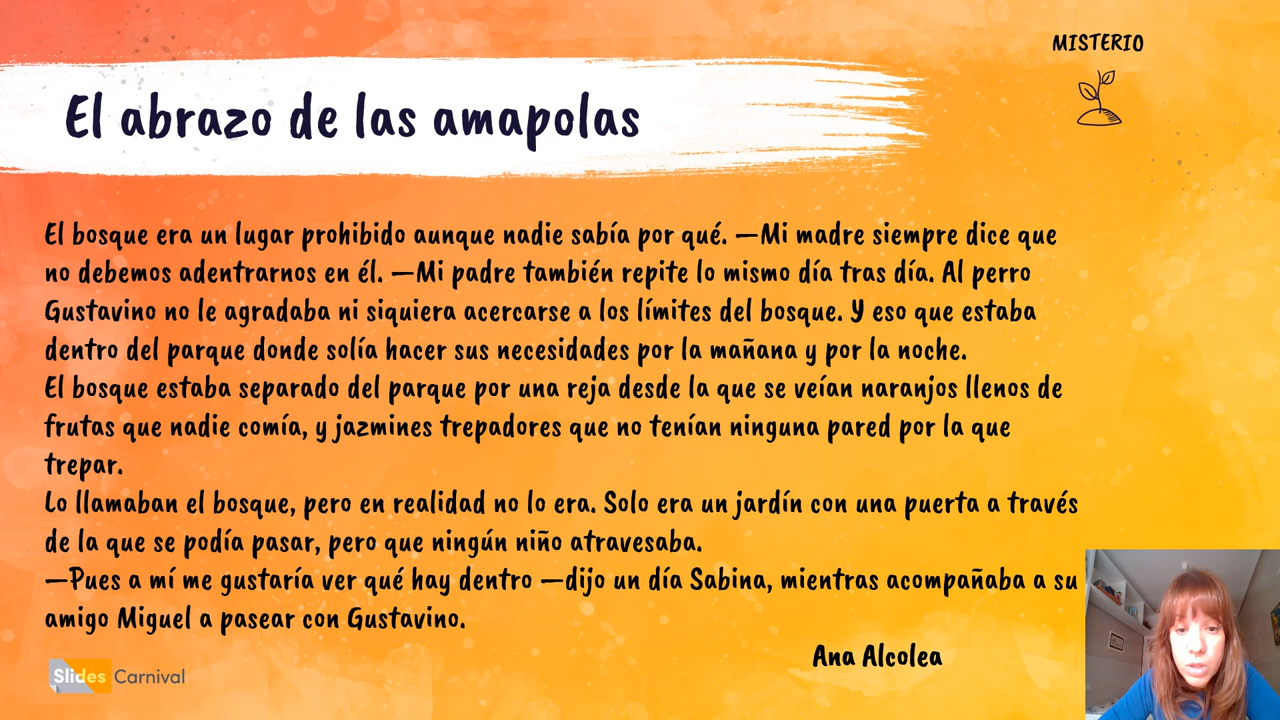 MISTERIO
El abrazo de las amapolas
El bosque era un lugar prohibido aunque nadie sabía por qué. —Mi madre siempre dice que
no debemos adentrarnos en él. —Mi padre también repite lo mismo día tras día. Al perro
Gustavino no le agradaba ni siquiera acercarse a los límites del bosque. Y eso que estaba
dentro del parque donde solía hacer sus necesidades por la mañana y por la noche.
El bosque estaba separado del parque por una reja desde la que se veían naranjos llenos de
frutas que nadie comía, y jazmines trepadores que no tenían ninguna pared por la que
trepar.
Lo llamaban el bosque, pero en realidad no lo era. Solo era un jardín con una puerta a través
de la que se podía pasar, pero que ningún niño atravesaba.
—Pues a mí me gustaría ver qué hay dentro —dijo un día Sabina, mientras acompañaba a su
amigo Miguel a pasear con Gustavino.
Ana Alcolea
Slides Carnival